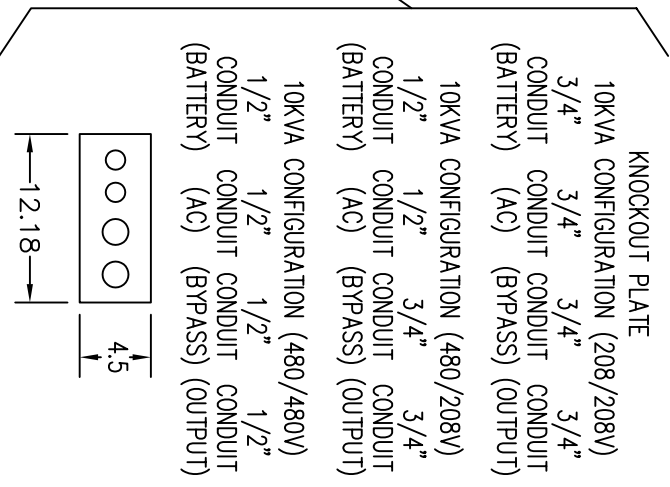 KNOCKOUT PLATE
10KVA CONFIGURATION (208/208V)
3/4" 3/4" 3/4" 3/4"
CONDUIT CONDUIT CONDUIT CONDUIT
(BATTERY) (AC) (BYPASS) (OUTPUT)
10KVA CONFIGURATION (480/208V)
1/2" 1/2" 3/4" 3/4"
CONDUIT CONDUIT CONDUIT CONDUIT
(BATTERY) (AC) (BYPASS) (OUTPUT)
10KVA CONFIGURATION (480/480V)
1/2" 1/2" 1/2" 1/2"
CONDUIT CONDUIT CONDUIT CONDUIT
(BATTERY) (AC) (BYPASS) (OUTPUT)
4.5
12.18